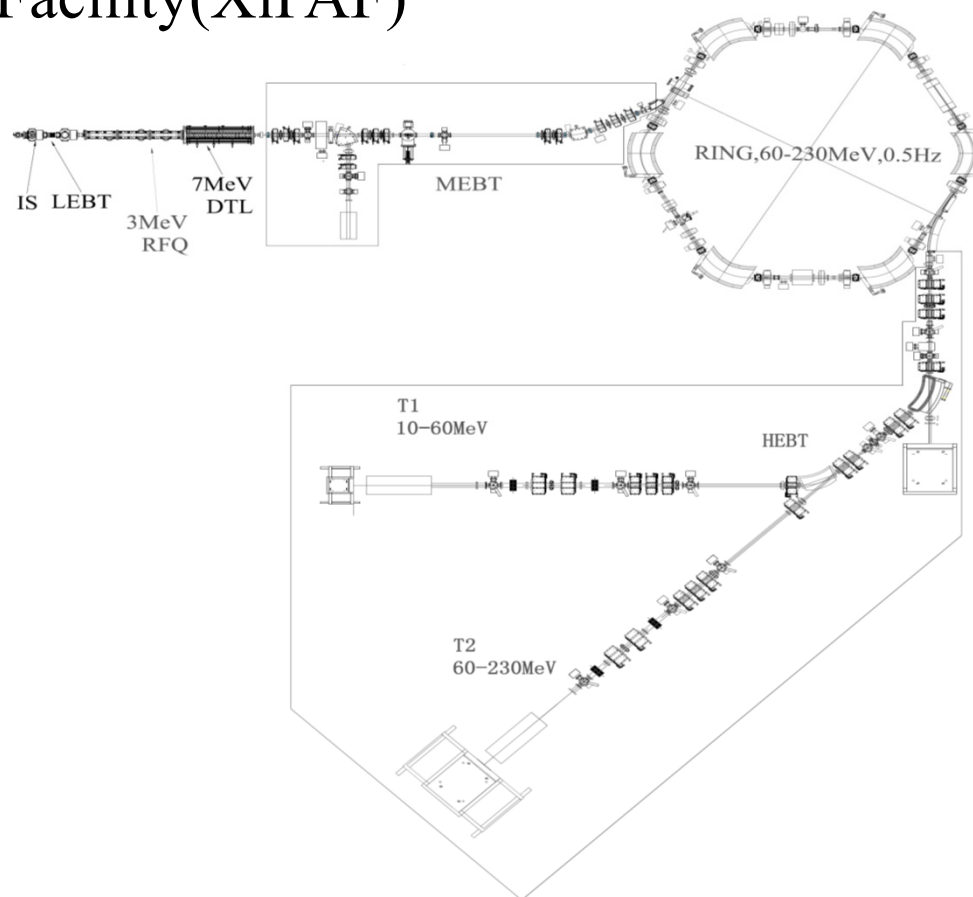 Facility(XiPAF)
IS LEBT
3MeV
RFQ
7MeV
DTL
MEBT
RING,60-230MeV,0.5Hz
T1
10-60MeV
HEBT
T2
60-230MeV